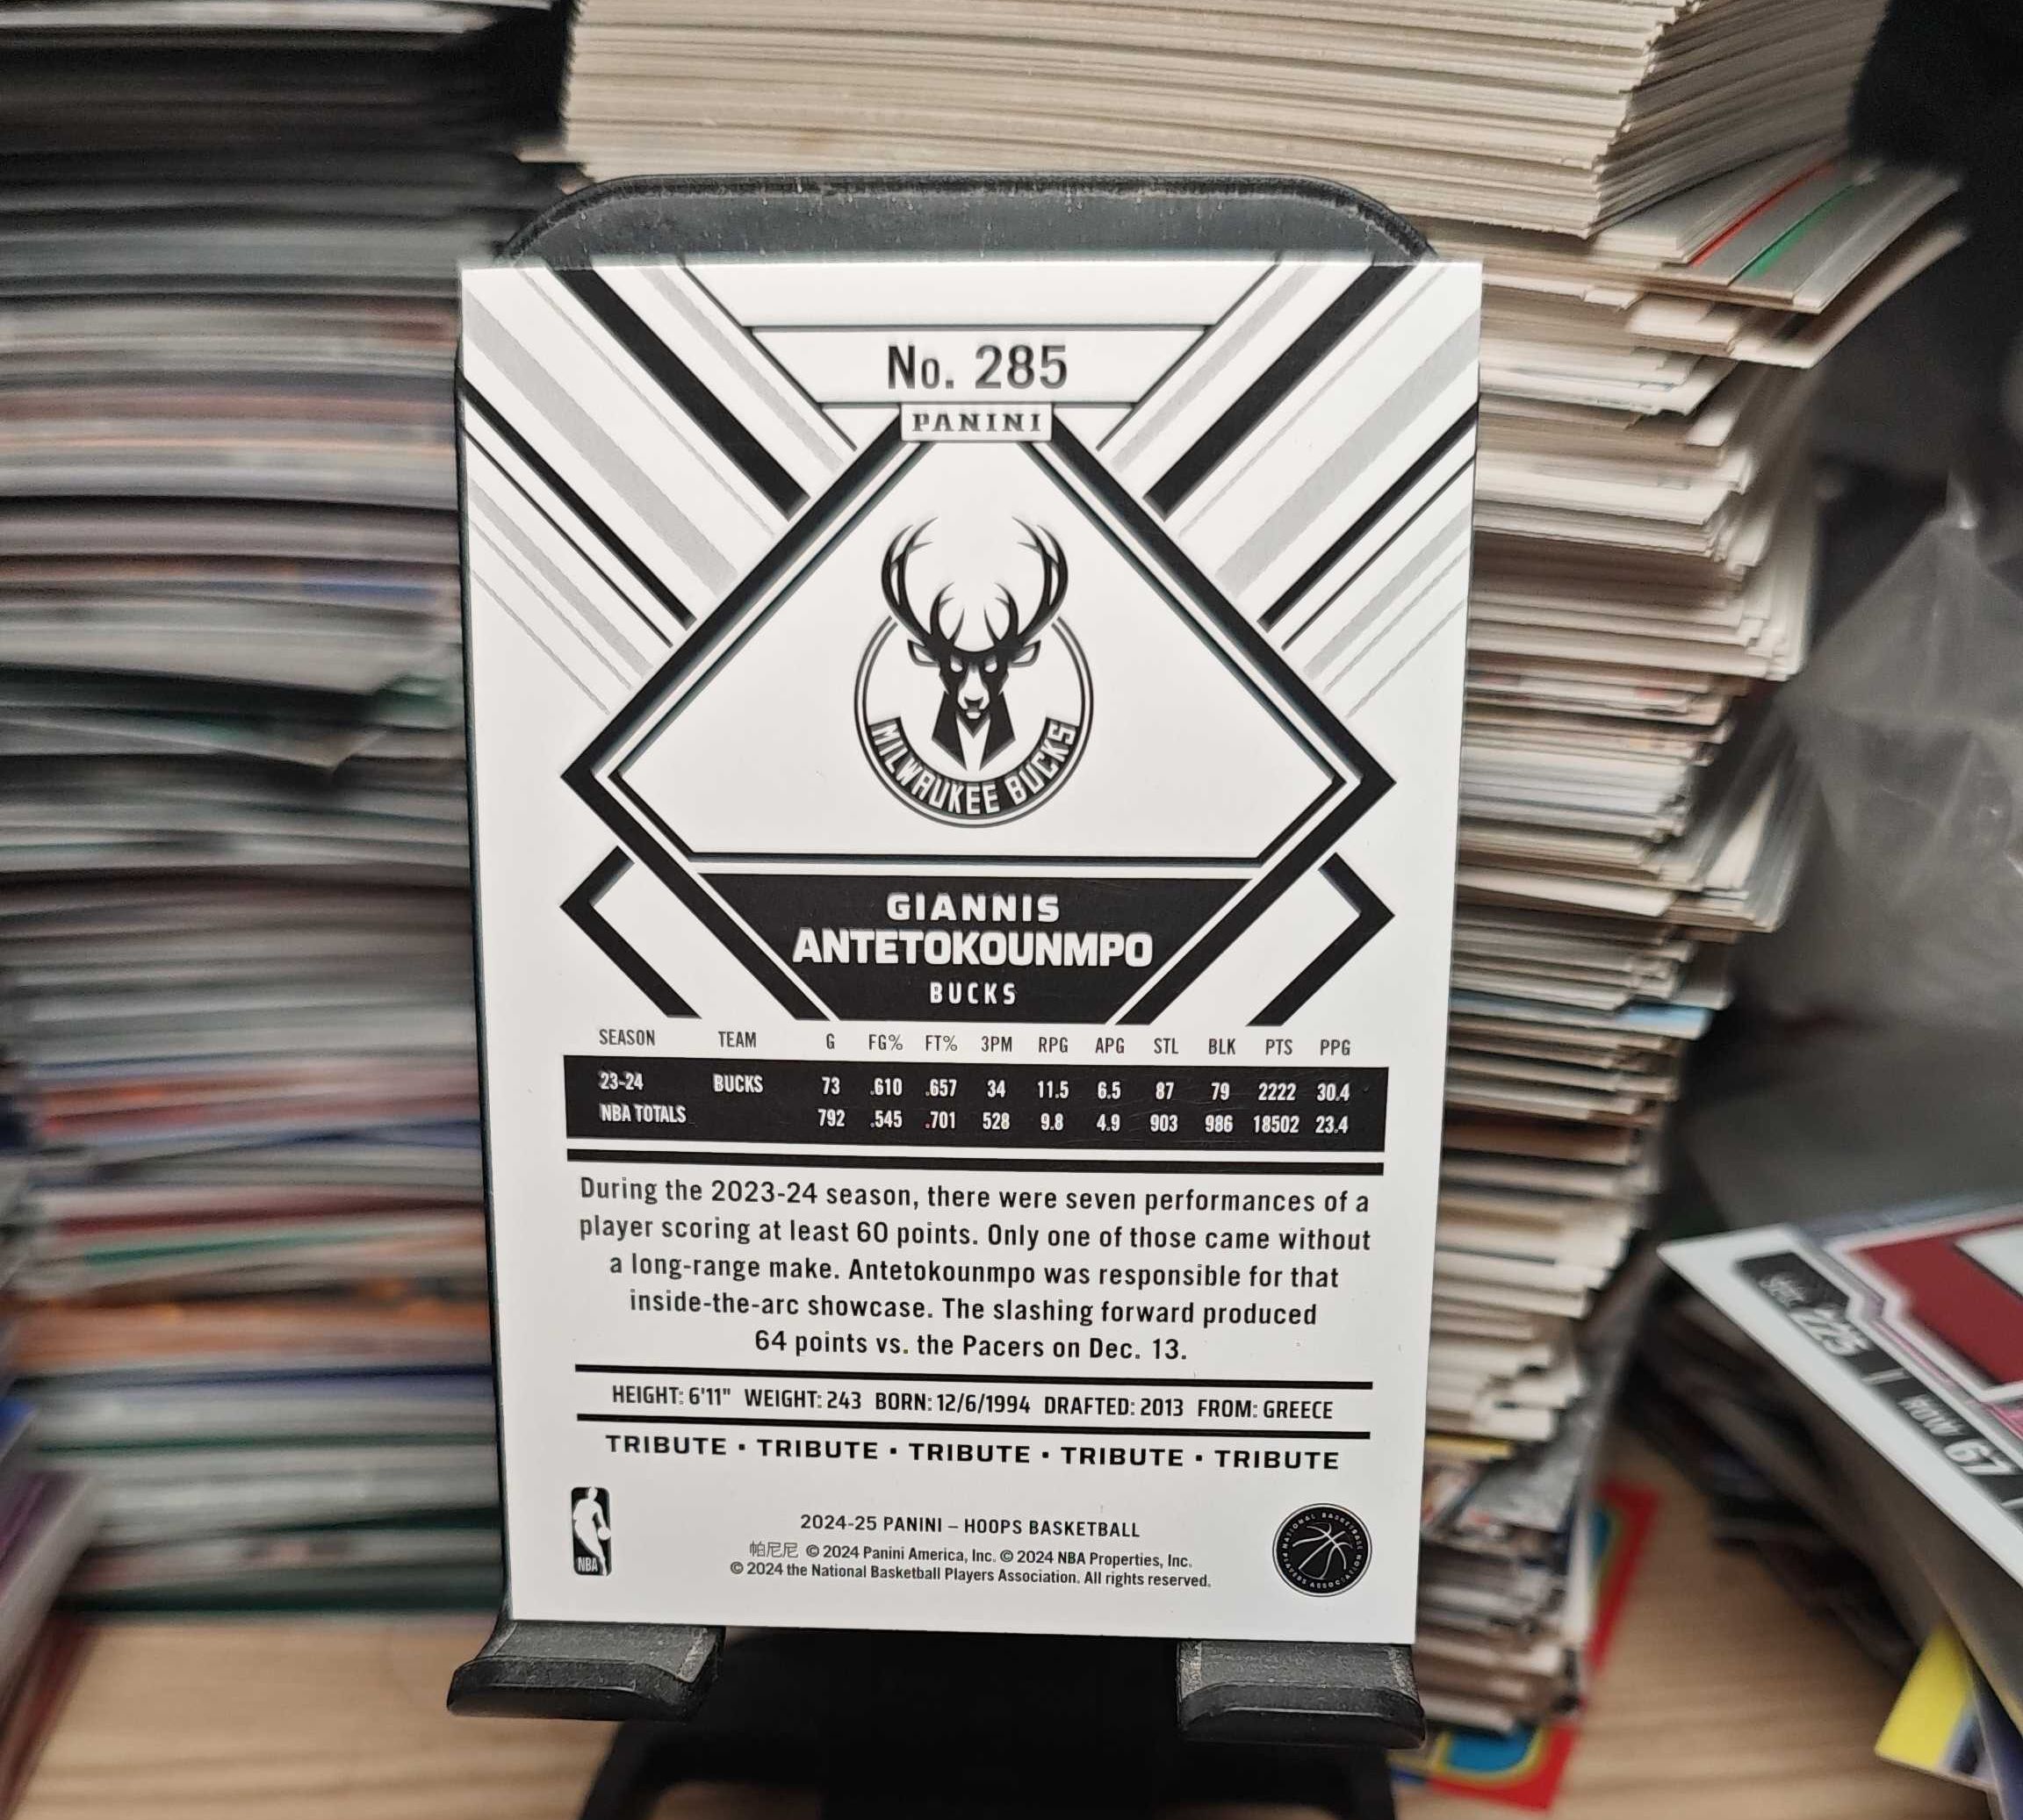 No. 285
PANINI
MILWAUKEE BUCKS
GIANNIS
ANTETOKOUNMPO
BUCKS
SEASON TEAM G FG% FT% 3PM RPG APG STL BLK PTS PPG
23-24 BUCKS 73 .610 .657 34 11.5 6.5 87 79 2222 30.4
NBA TOTALS 792 .545 .701 528 9.8 4.9 903 986 18502 23.4
During the 2023-24 season, there were seven performances of a
player scoring at least 60 points. Only one of those came without
a long-range make. Antetokounmpo was responsible for that
inside-the-arc showcase. The slashing forward produced
64 points vs. the Pacers on Dec. 13.
HEIGHT: 6'11" WEIGHT: 243 BORN: 12/6/1994 DRAFTED: 2013 FROM: GREECE
TRIBUTE ▪ TRIBUTE ▪ TRIBUTE ▪ TRIBUTE ▪ TRIBUTE
NBA
2024-25 PANINI – HOOPS BASKETBALL
帕尼尼 © 2024 Panini America, Inc. © 2024 NBA Properties, Inc.
© 2024 the National Basketball Players Association. All rights reserved.
NATIONAL BASKETBALL PLAYERS ASSOCIATION
225 | ROW 67